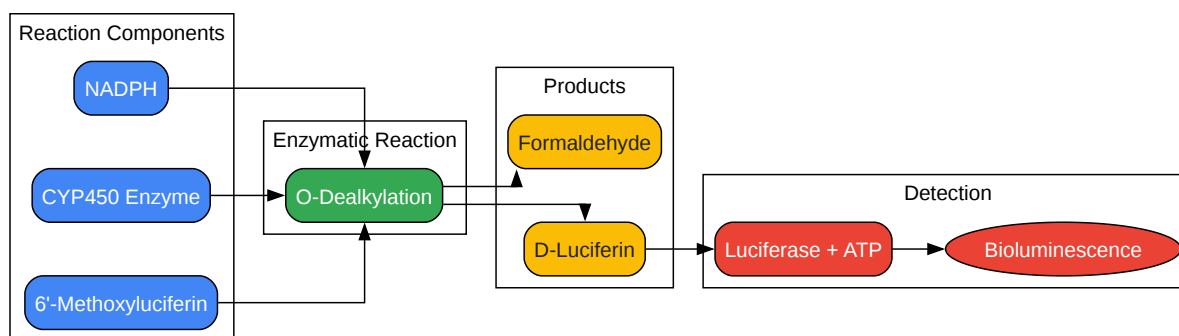 Reaction Components
NADPH
CYP450 Enzyme
6'-Methoxyluciferin
Enzymatic Reaction
O-Dealkylation
Products
Formaldehyde
D-Luciferin
Detection
Luciferase + ATP
Bioluminescence